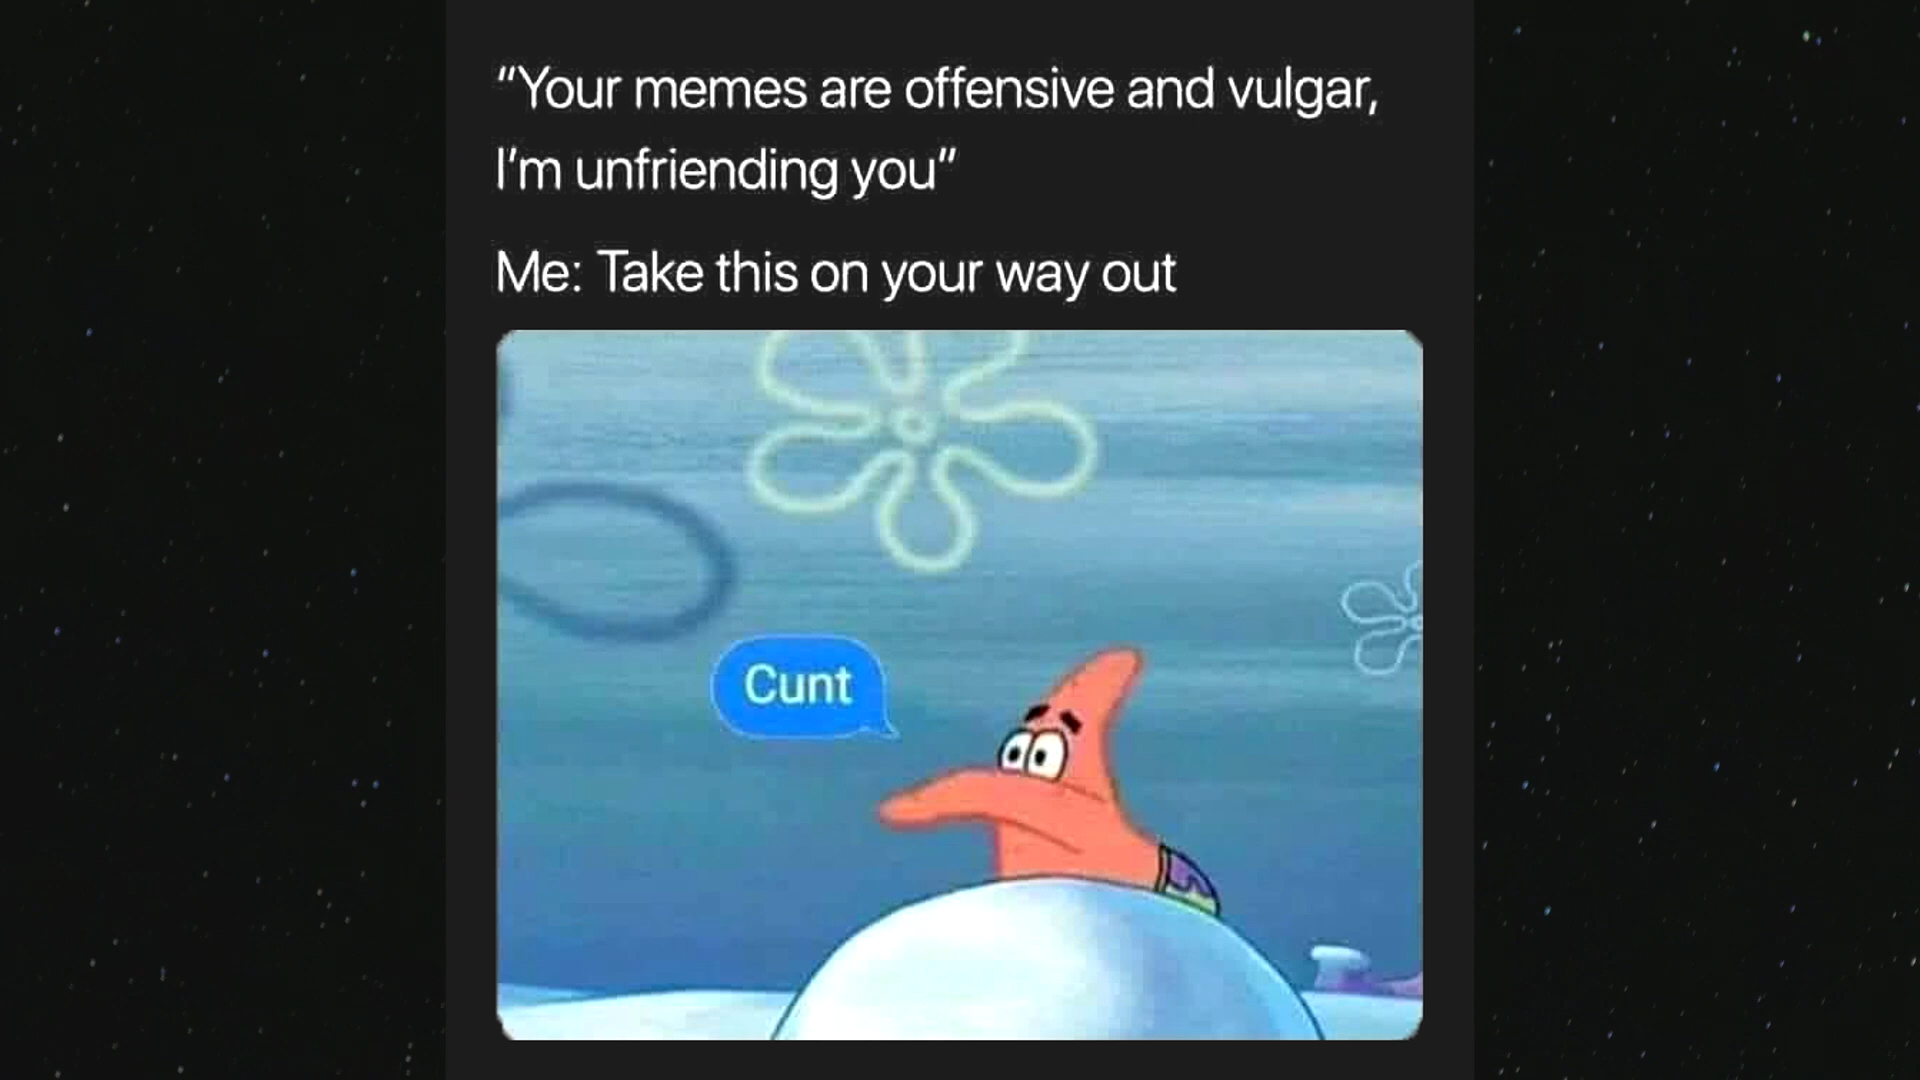 “Your memes are offensive and vulgar,
I’m unfriending you”
Me: Take this on your way out
Cunt